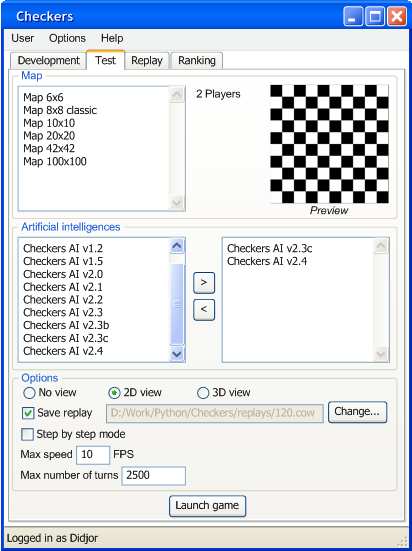 Checkers
User Options Help
Development Test Replay Ranking
Map
Map 6x6
Map 8x8 classic
Map 10x10
Map 20x20
Map 42x42
Map 100x100
2 Players
Preview
Artificial intelligences
Checkers AI v1.2
Checkers AI v1.5
Checkers AI v2.0
Checkers AI v2.1
Checkers AI v2.2
Checkers AI v2.3
Checkers AI v2.3b
Checkers AI v2.3c
Checkers AI v2.4
>
<
Checkers AI v2.3c
Checkers AI v2.4
Options
No view 2D view 3D view
Save replay D:/Work/Python/Checkers/replays/120.cow Change...
Step by step mode
Max speed 10 FPS
Max number of turns 2500
Launch game
Logged in as Didjor